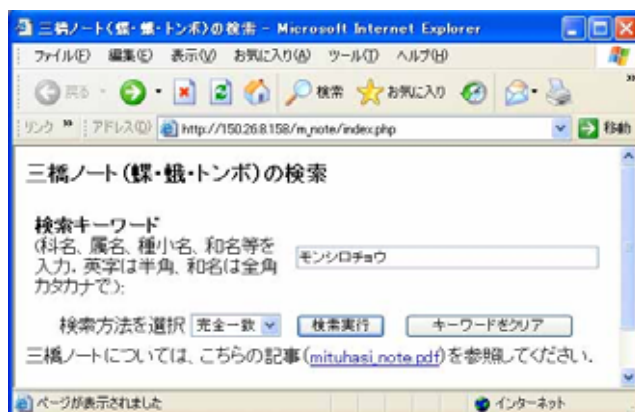 三橋ノート(蝶・蛾・トンボ)の検索 - Microsoft Internet Explorer
ファイル(F) 編集(E) 表示(V) お気に入り(A) ツール(T) ヘルプ(H)
戻る 検索 お気に入り
リンク アドレス(D) http://150.26.8.158/m_note/index.php 移動
三橋ノート(蝶・蛾・トンボ)の検索
検索キーワード
(科名、属名、種小名、和名等を
入力. 英字は半角、和名は全角
カタカナで):
モンシロチョウ
検索方法を選択 完全一致 検索実行 キーワードをクリア
三橋ノートについては、こちらの記事(mituhasi_note.pdf)を参照してください.
ページが表示されました インターネット